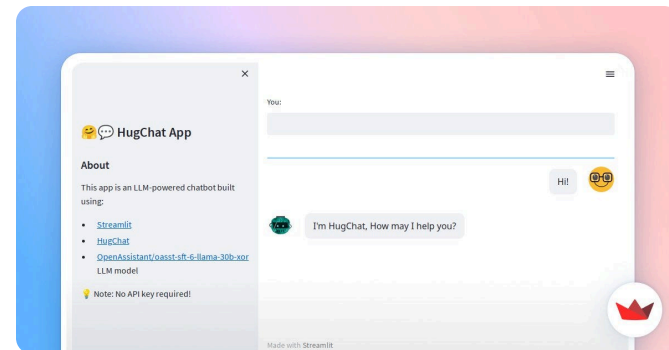 HugChat App
About
This app is an LLM-powered chatbot built
using:
Streamlit
HugChat
OpenAssistant/oasst-sft-6-llama-30b-xor
LLM model
Note: No API key required!
You:
Hi!
I'm HugChat, How may I help you?
Made with Streamlit